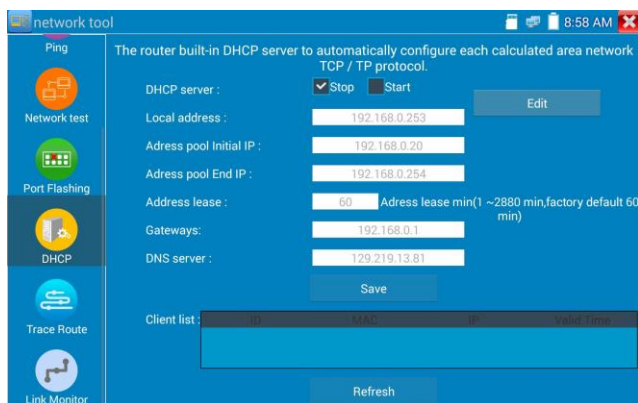 network tool
8:58 AM
Ping
Network test
Port Flashing
DHCP
Trace Route
Link Monitor
The router built-in DHCP server to automatically configure each calculated area network
TCP / TP protocol.
DHCP server :
Stop
Start
Edit
Local address :
192.168.0.253
Adress pool Initial IP :
192.168.0.20
Adress pool End IP :
192.168.0.254
Address lease :
60
Adress lease min(1 ~2880 min,factory default 60
min)
Gateways:
192.168.0.1
DNS server :
129.219.13.81
Save
Client list :
ID
MAC
IP
Valid Time
Refresh